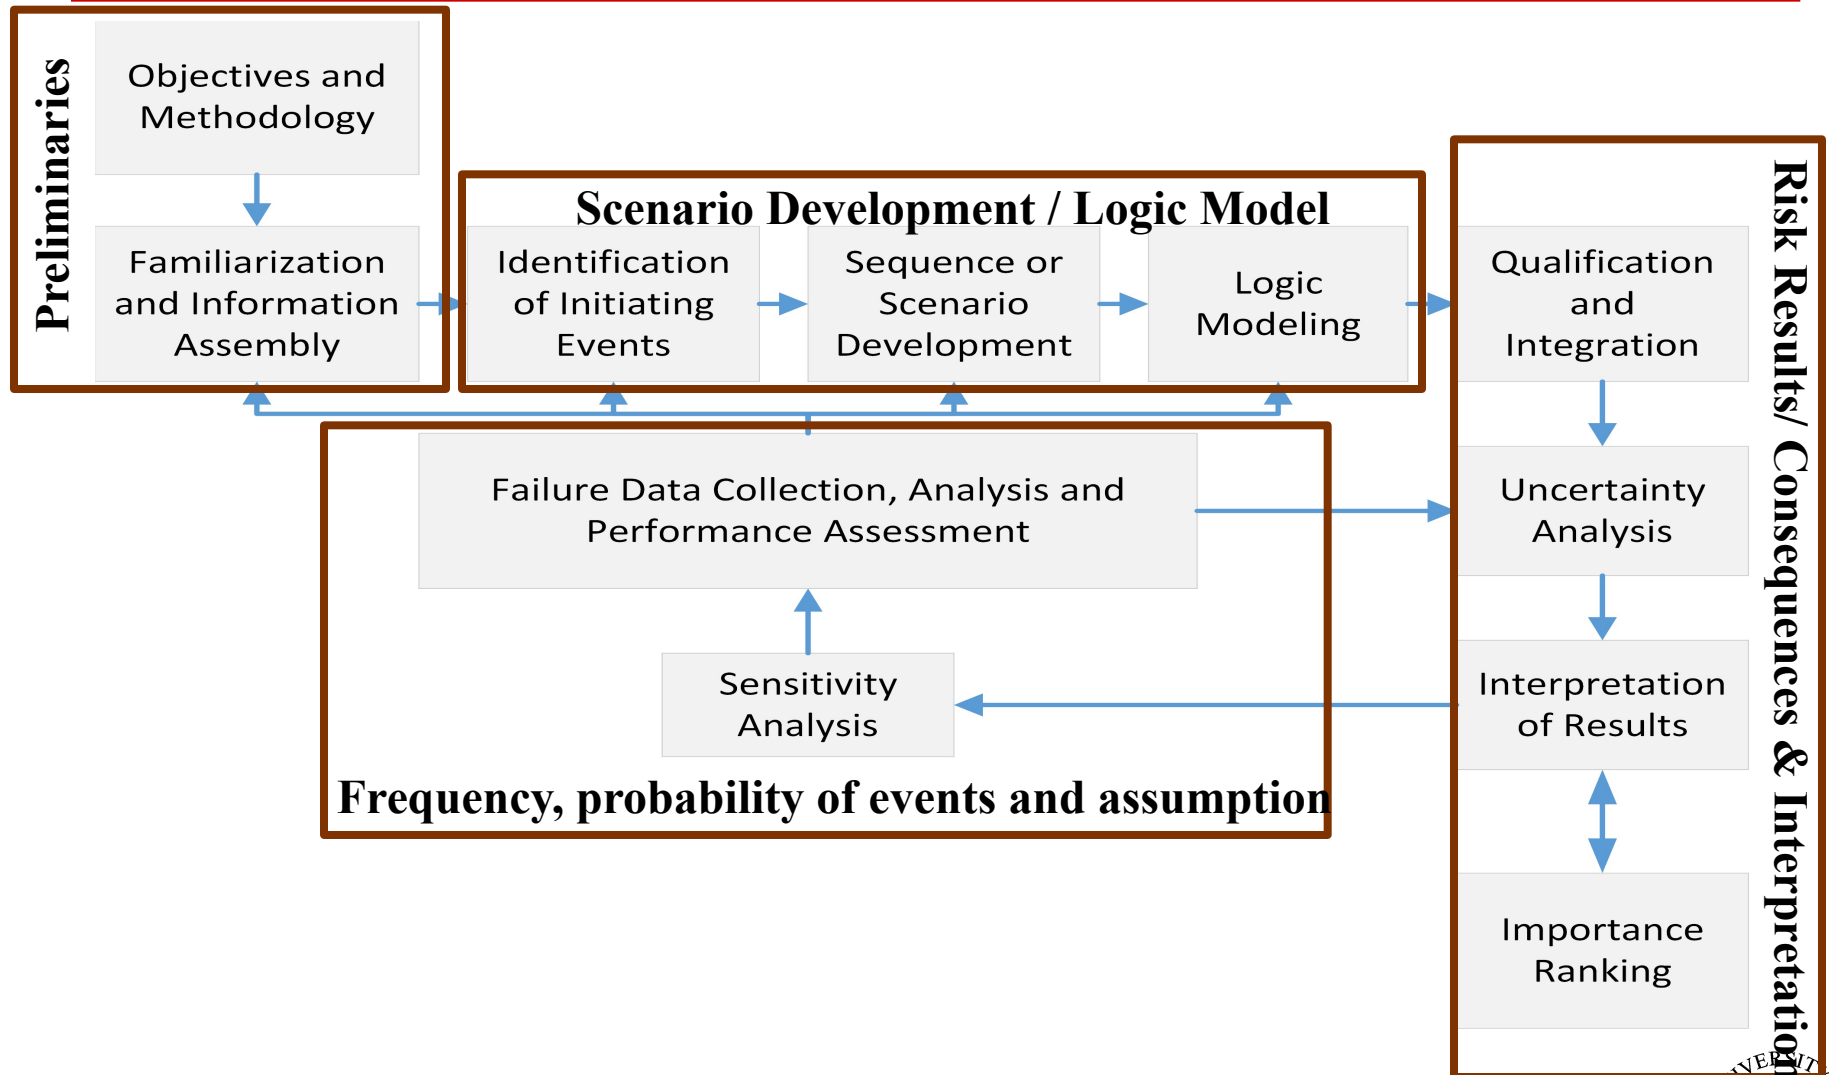 Preliminaries
Objectives and
Methodology
Familiarization
and Information
Assembly
Scenario Development / Logic Model
Identification
of Initiating
Events
Sequence or
Scenario
Development
Logic
Modeling
Failure Data Collection, Analysis and
Performance Assessment
Sensitivity
Analysis
Frequency, probability of events and assumption
Qualification
and
Integration
Uncertainty
Analysis
Interpretation
of Results
Importance
Ranking
Risk Results/ Consequences & Interpretation